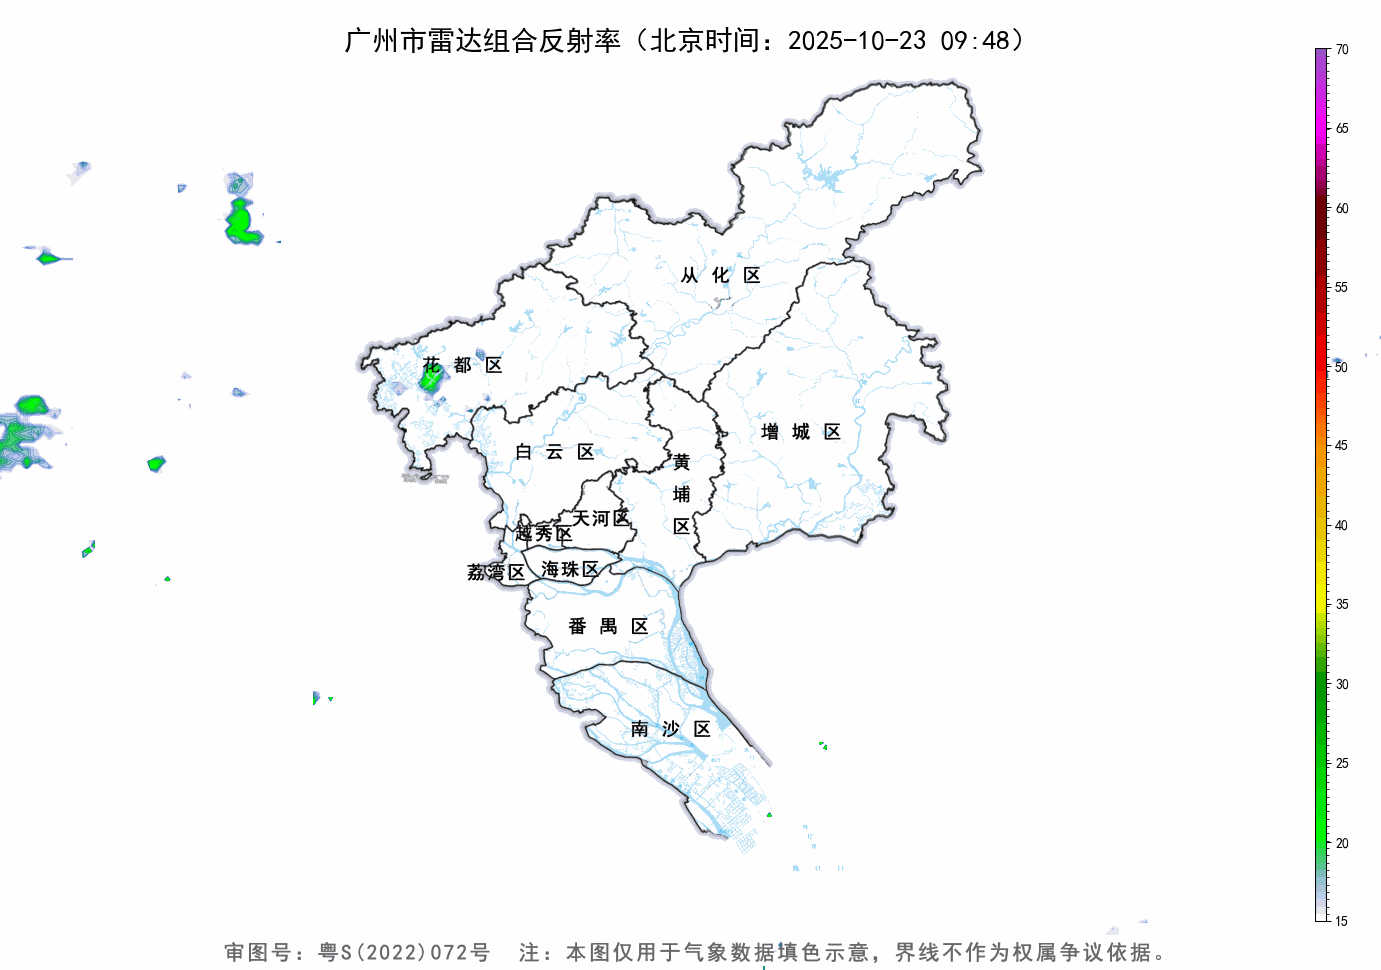 广州市雷达组合反射率（北京时间：2025-10-23 09:48）
70
65
60
55
50
45
40
35
30
25
20
15
从化区
花都区
增城区
白云区
黄埔区
天河区
越秀区
荔湾区
海珠区
番禺区
南沙区
审图号：粤S(2022)072号 注：本图仅用于气象数据填色示意，界线不作为权属争议依据。